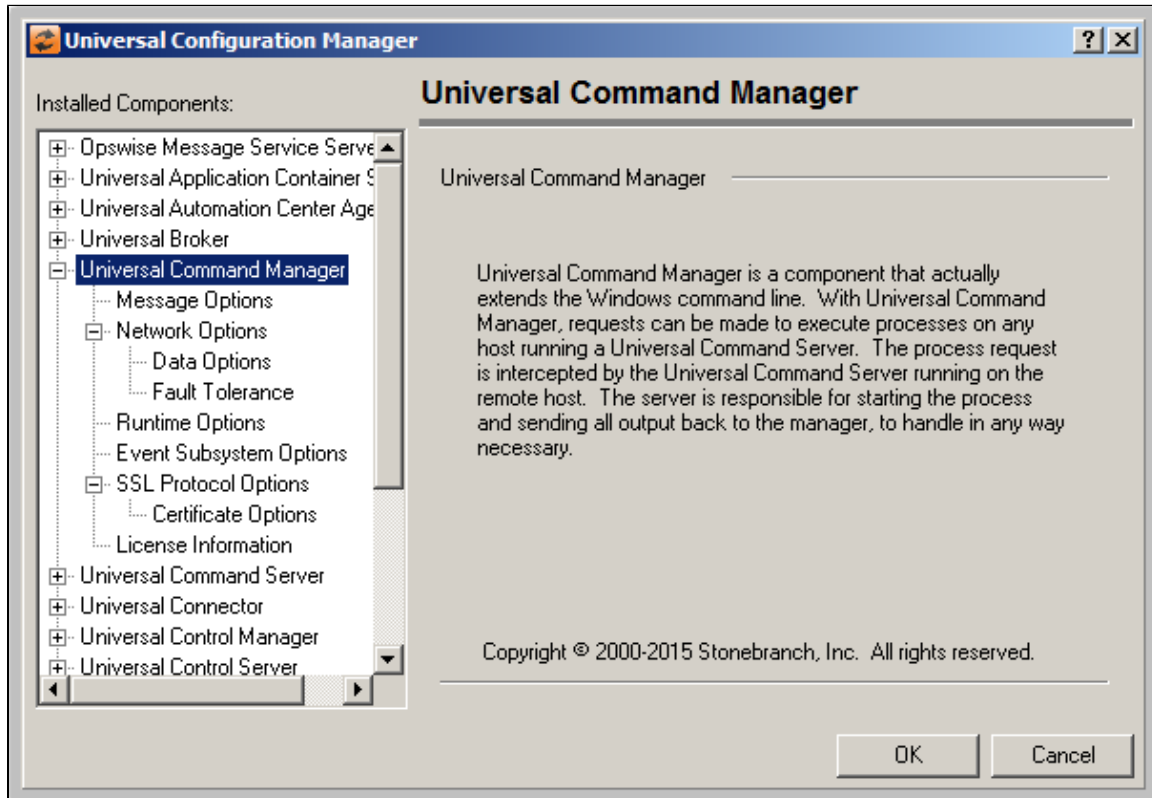 Universal Configuration Manager
Installed Components:
Opswise Message Service Serve
Universal Application Container S
Universal Automation Center Age
Universal Broker
Universal Command Manager
Message Options
Network Options
Data Options
Fault Tolerance
Runtime Options
Event Subsystem Options
SSL Protocol Options
Certificate Options
License Information
Universal Command Server
Universal Connector
Universal Control Manager
Universal Control Server
Universal Command Manager
Universal Command Manager
Universal Command Manager is a component that actually
extends the Windows command line.  With Universal Command
Manager, requests can be made to execute processes on any
host running a Universal Command Server.  The process request
is intercepted by the Universal Command Server running on the
remote host.  The server is responsible for starting the process
and sending all output back to the manager, to handle in any way
necessary.
Copyright © 2000-2015 Stonebranch, Inc.  All rights reserved.
OK
Cancel